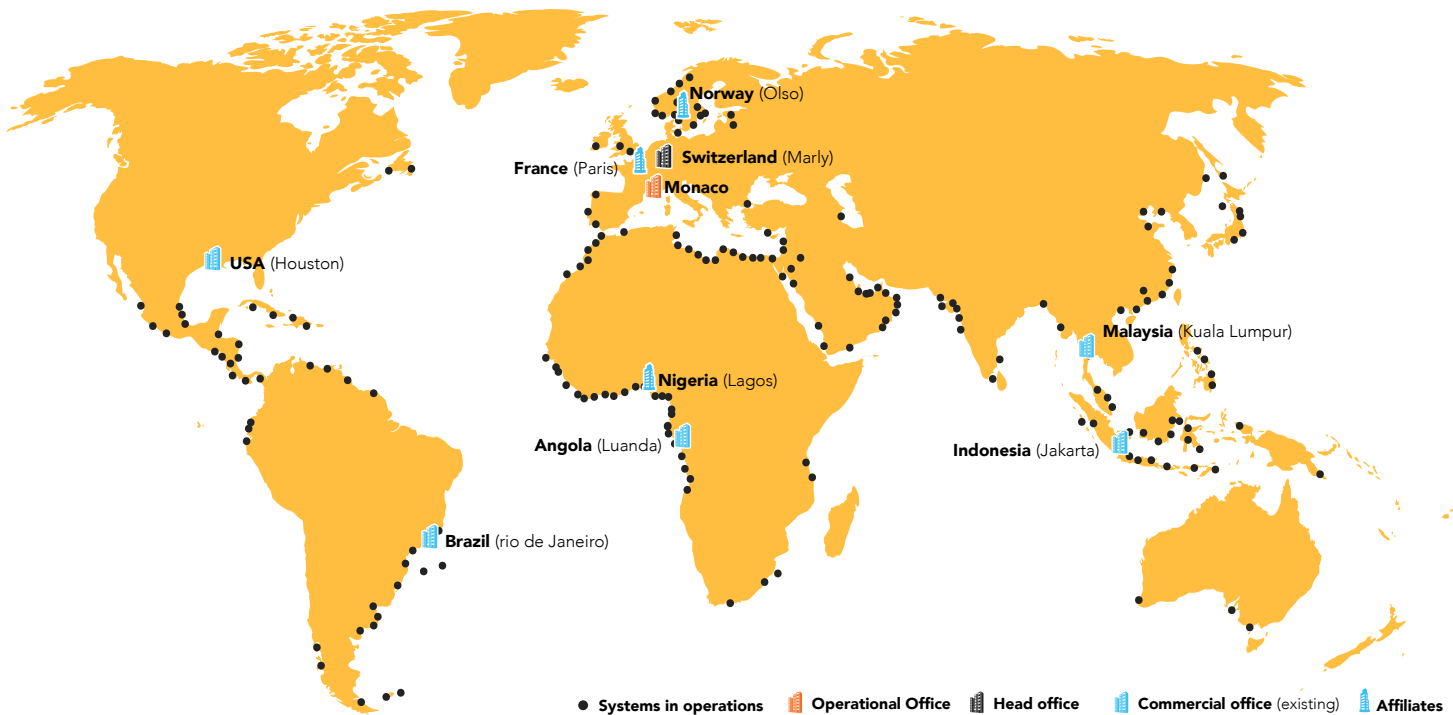 Norway (Olso)
France (Paris)
Switzerland (Marly)
Monaco
USA (Houston)
Malaysia (Kuala Lumpur)
Nigeria (Lagos)
Angola (Luanda)
Indonesia (Jakarta)
Brazil (rio de Janeiro)
Systems in operations
Operational Office
Head office
Commercial office (existing)
Affiliates